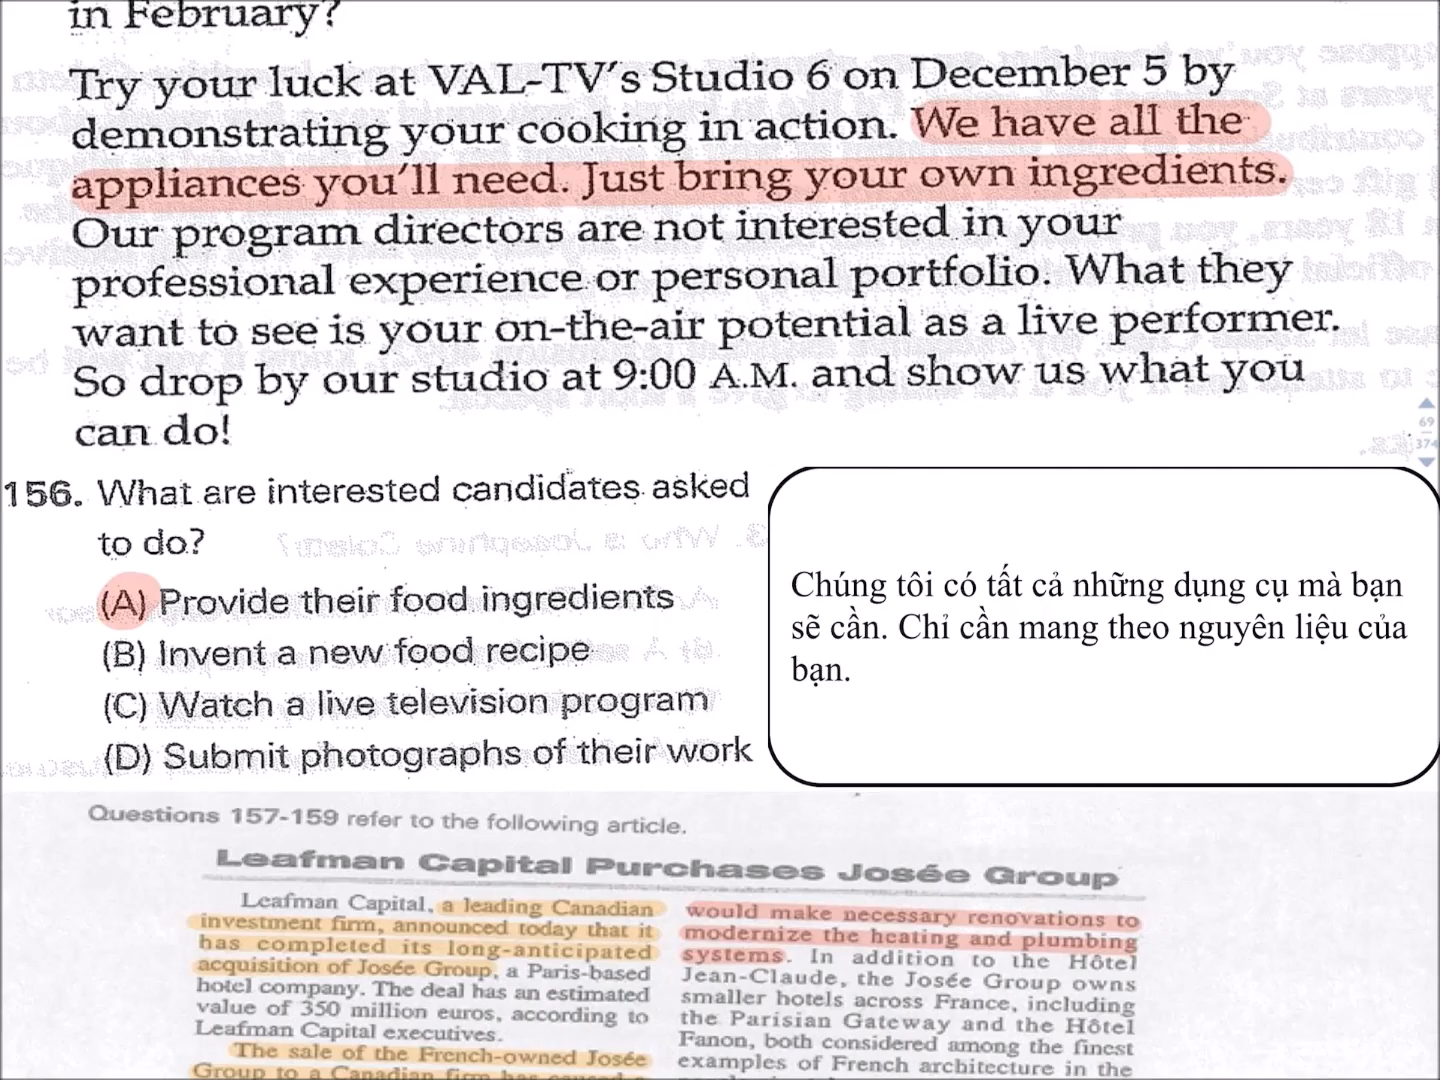 in February?
Try your luck at VAL-TV's Studio 6 on December 5 by
demonstrating your cooking in action. We have all the
appliances you'll need. Just bring your own ingredients.
Our program directors are not interested in your
professional experience or personal portfolio. What they
want to see is your on-the-air potential as a live performer.
So drop by our studio at 9:00 A.M. and show us what you
can do!
69
374
156. What are interested candidates asked
to do?
(A) Provide their food ingredients
(B) Invent a new food recipe
(C) Watch a live television program
(D) Submit photographs of their work
Chúng tôi có tất cả những dụng cụ mà bạn
sẽ cần. Chỉ cần mang theo nguyên liệu của
bạn.
Questions 157-159 refer to the following article.
Leafman Capital Purchases Josée Group
Leafman Capital, a leading Canadian
investment firm, announced today that it
has completed its long-anticipated
acquisition of Josée Group, a Paris-based
hotel company. The deal has an estimated
value of 350 million euros, according to
Leafman Capital executives.
The sale of the French-owned Josée
Group to a Canadian firm has caused a
would make necessary renovations to
modernize the heating and plumbing
systems. In addition to the Hôtel
Jean-Claude, the Josée Group owns
smaller hotels across France, including
the Parisian Gateway and the Hôtel
Fanon, both considered among the finest
examples of French architecture in the